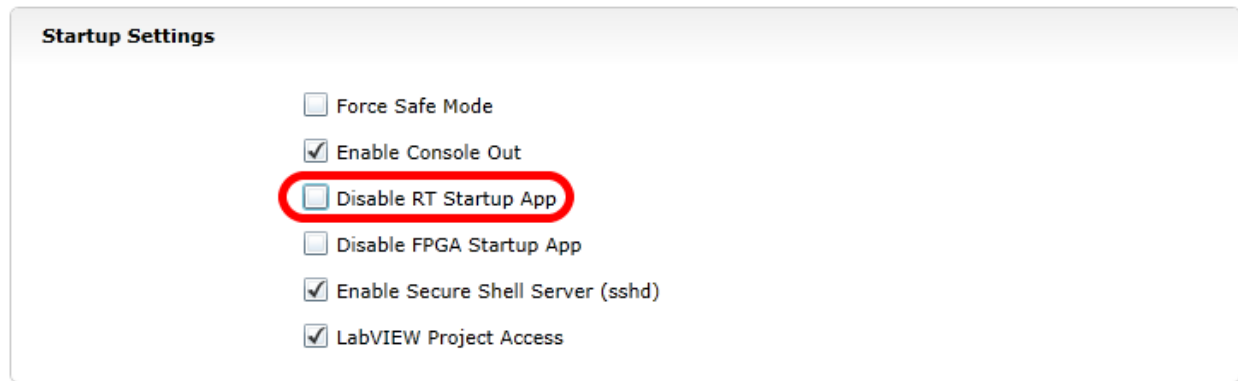 Startup Settings
Force Safe Mode
Enable Console Out
Disable RT Startup App
Disable FPGA Startup App
Enable Secure Shell Server (sshd)
LabVIEW Project Access